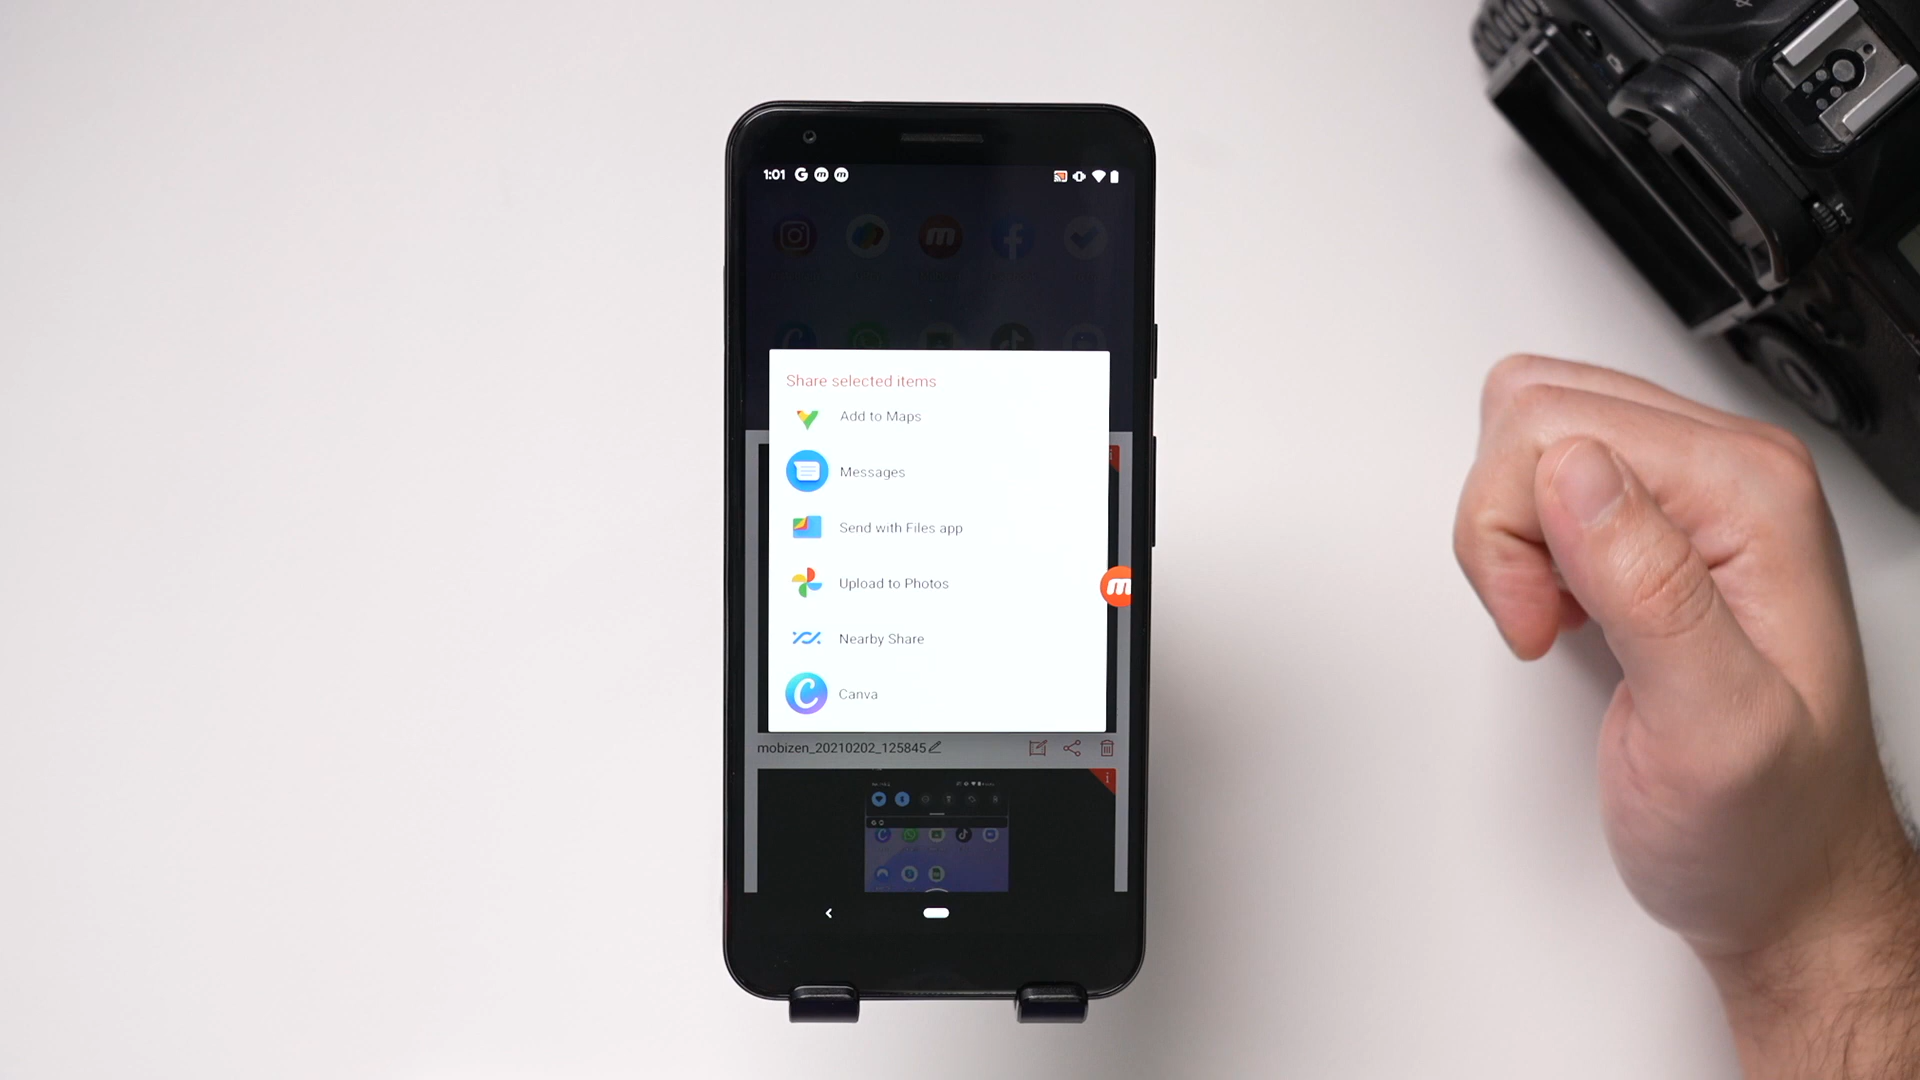 1:01
Share selected items
Add to Maps
Messages
Send with Files app
Upload to Photos
Nearby Share
Canva
mobizen_20210202_125845